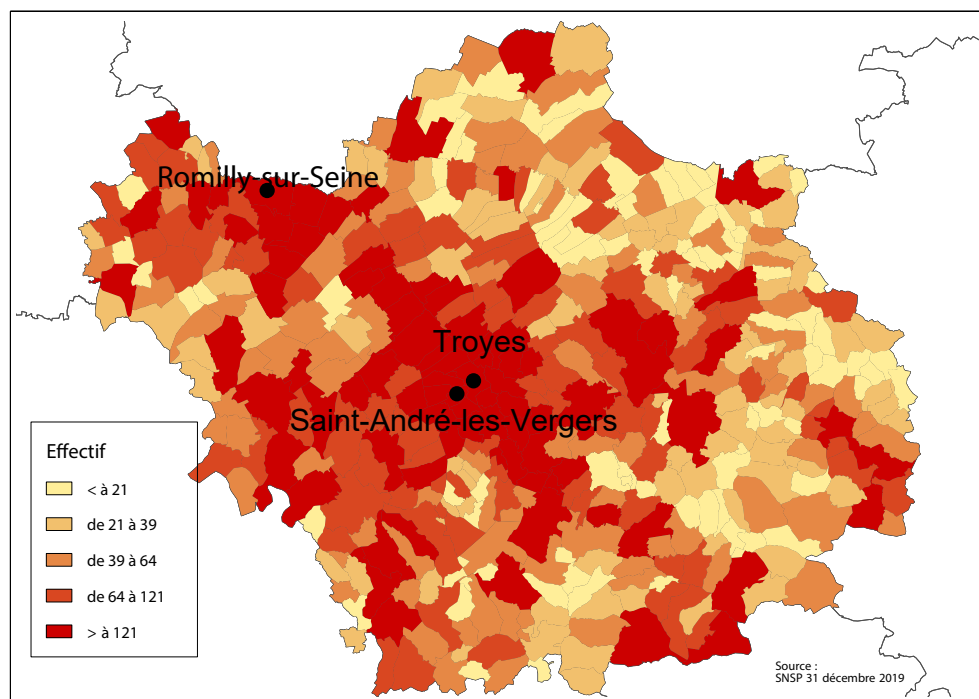 Romilly-sur-Seine
Troyes
Saint-André-les-Vergers
Effectif
< à 21
de 21 à 39
de 39 à 64
de 64 à 121
> à 121
Source :
SNSP 31 décembre 2019